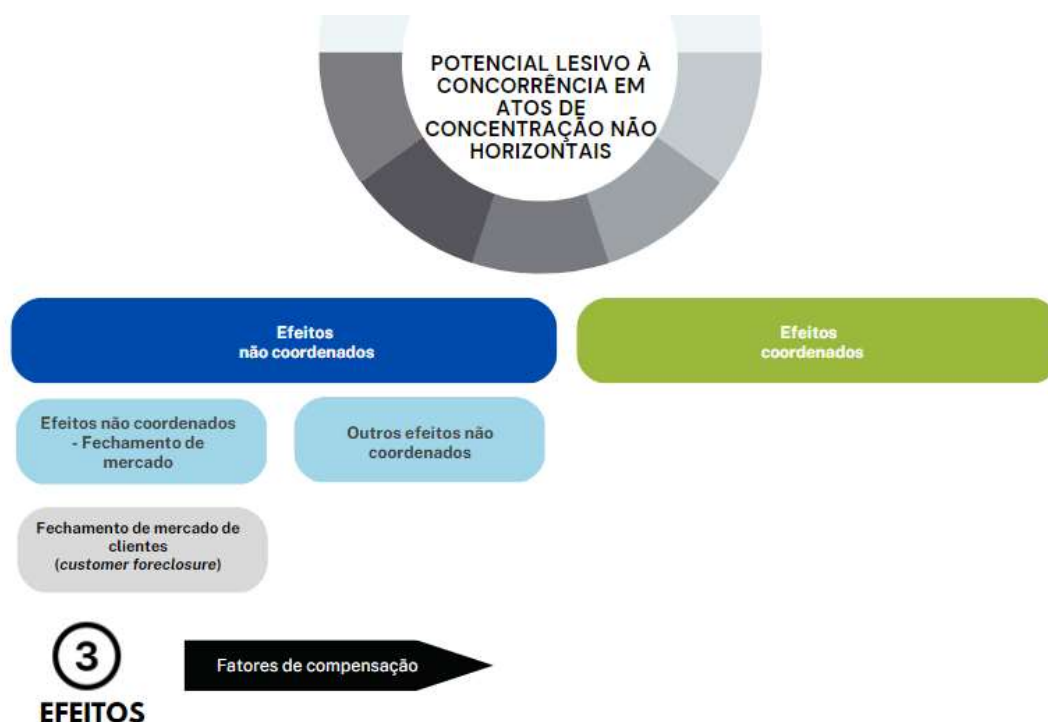 POTENCIAL LESIVO À
CONCORRÊNCIA EM
ATOS DE
CONCENTRAÇÃO NÃO
HORIZONTAIS
Efeitos
não coordenados
Efeitos
coordenados
Efeitos não coordenados
- Fechamento de
mercado
Outros efeitos não
coordenados
Fechamento de mercado de
clientes
(customer foreclosure)
3
Fatores de compensação
EFEITOS